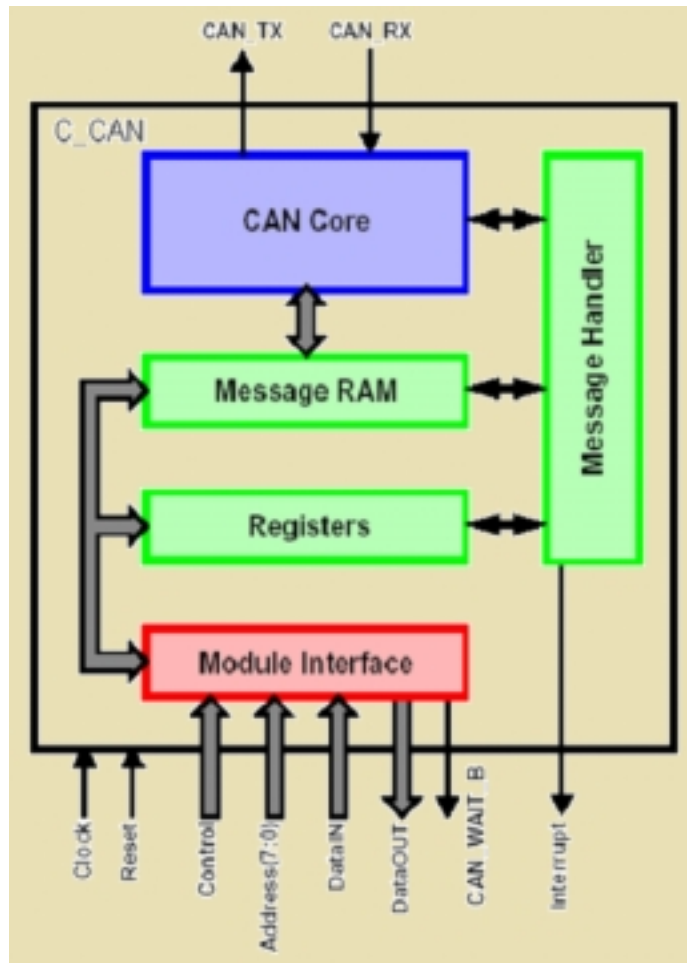 CAN_TX CAN_RX
C_CAN
CAN Core
Message Handler
Message RAM
Registers
Module Interface
Clock
Reset
Control
Address(7:0)
DataIN
DataOUT
CAN_WAIT_B
Interrupt